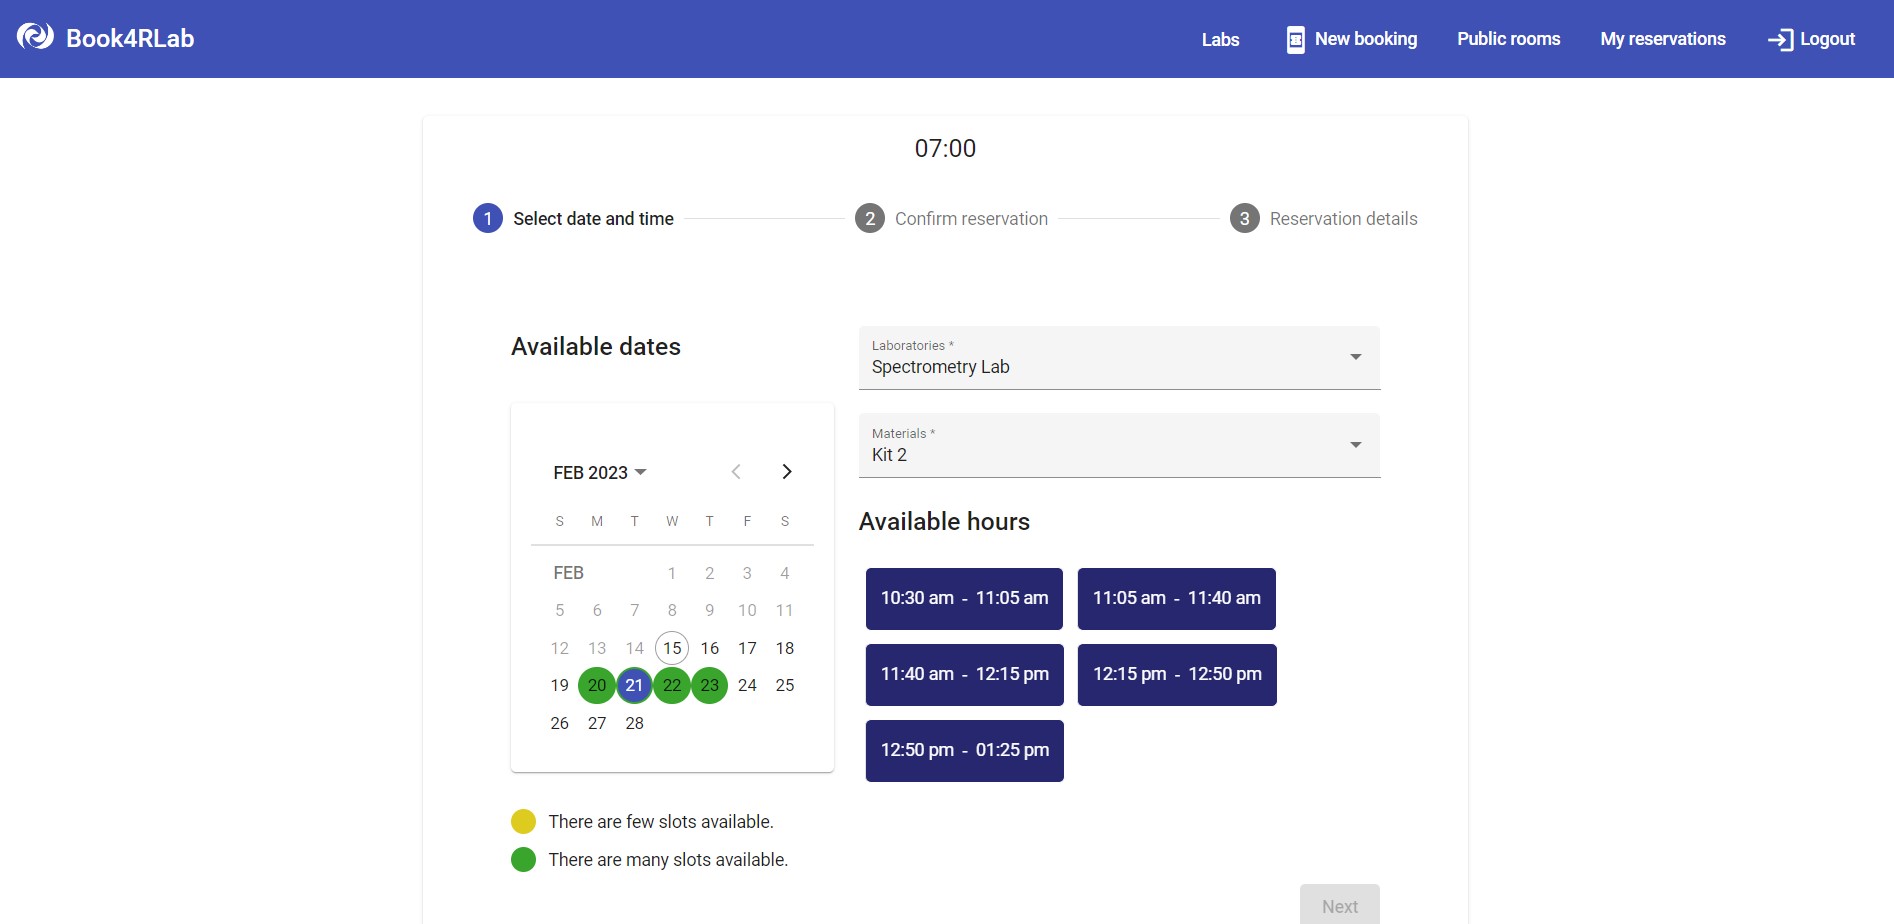 Book4RLab
Labs New booking Public rooms My reservations Logout
07:00
1 Select date and time 2 Confirm reservation 3 Reservation details
Available dates
FEB 2023
S M T W T F S
FEB 1 2 3 4
5 6 7 8 9 10 11
12 13 14 15 16 17 18
19 20 21 22 23 24 25
26 27 28
There are few slots available.
There are many slots available.
Laboratories *
Spectrometry Lab
Materials *
Kit 2
Available hours
10:30 am - 11:05 am 11:05 am - 11:40 am
11:40 am - 12:15 pm 12:15 pm - 12:50 pm
12:50 pm - 01:25 pm
Next